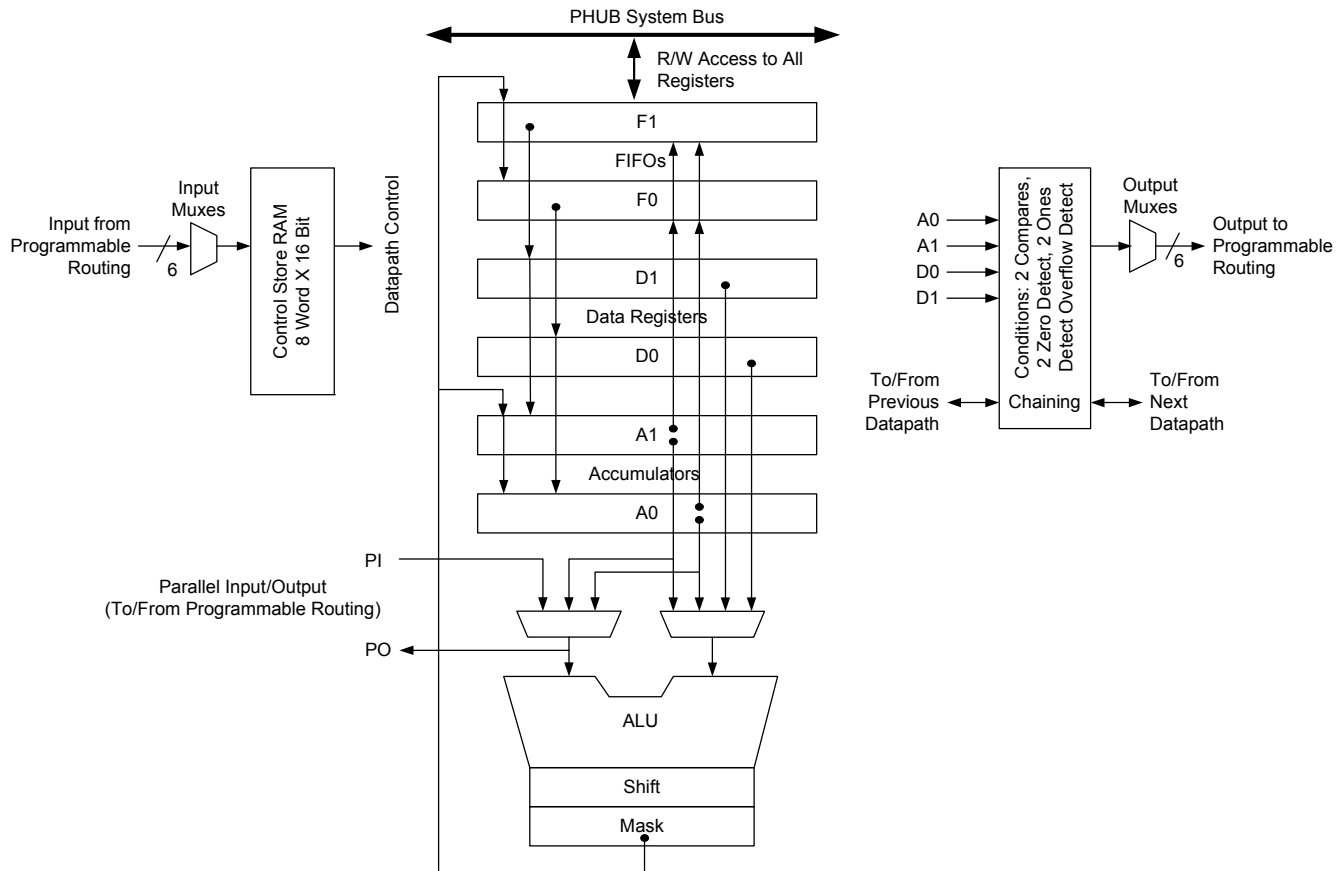 PHUB System Bus
R/W Access to All
Registers
F1
FIFOs
F0
D1
Data Registers
D0
A1
Accumulators
A0
Input from
Programmable
Routing
6
Input
Muxes
Control Store RAM
8 Word X 16 Bit
Datapath Control
A0
A1
D0
D1
Conditions: 2 Compares,
2 Zero Detect, 2 Ones
Detect Overflow Detect
Output
Muxes
6
Output to
Programmable
Routing
To/From
Previous
Datapath
Chaining
To/From
Next
Datapath
PI
Parallel Input/Output
(To/From Programmable Routing)
PO
ALU
Shift
Mask